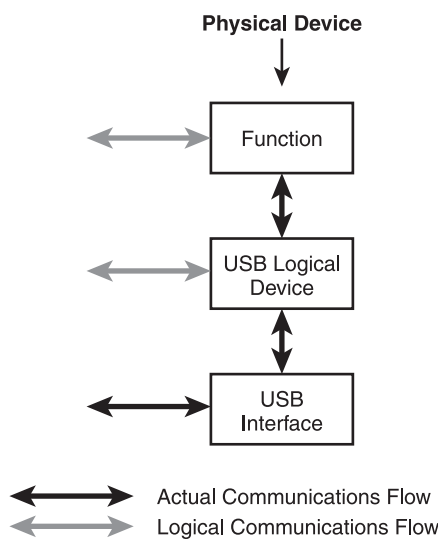 Physical Device
Function
USB Logical
Device
USB
Interface
Actual Communications Flow
Logical Communications Flow